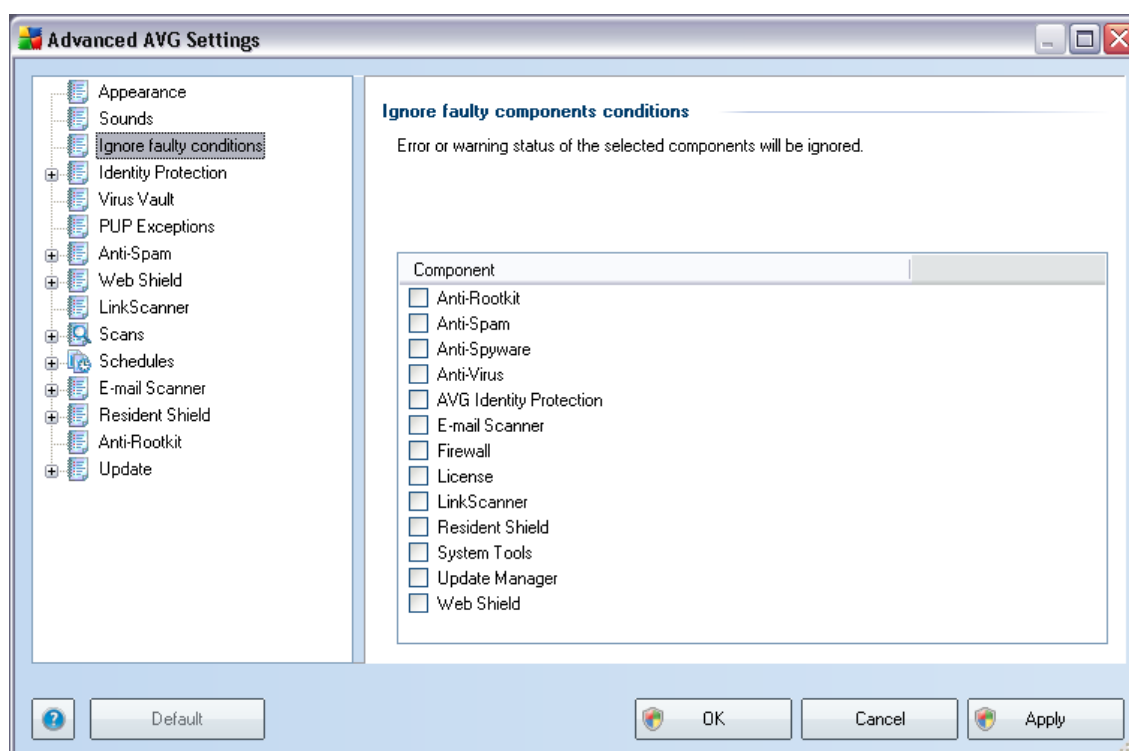 Advanced AVG Settings
Appearance
Sounds
Ignore faulty conditions
Identity Protection
Virus Vault
PUP Exceptions
Anti-Spam
Web Shield
LinkScanner
Scans
Schedules
E-mail Scanner
Resident Shield
Anti-Rootkit
Update
Ignore faulty components conditions
Error or warning status of the selected components will be ignored.
Component
Anti-Rootkit
Anti-Spam
Anti-Spyware
Anti-Virus
AVG Identity Protection
E-mail Scanner
Firewall
License
LinkScanner
Resident Shield
System Tools
Update Manager
Web Shield
? Default OK Cancel Apply